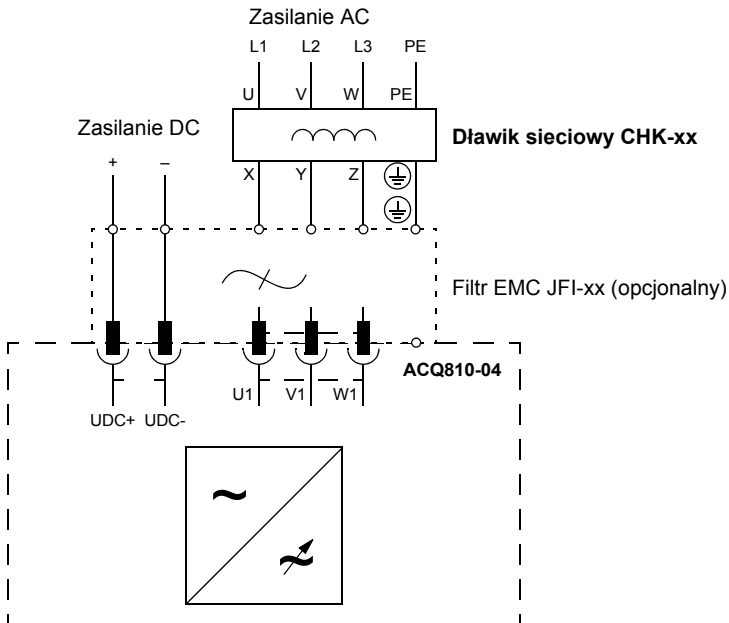 Zasilanie AC
L1 L2 L3 PE
U V W PE
Zasilanie DC
Dławik sieciowy CHK-xx
+ –
X Y Z
Filtr EMC JFI-xx (opcjonalny)
ACQ810-04
U1 V1 W1
UDC+ UDC-